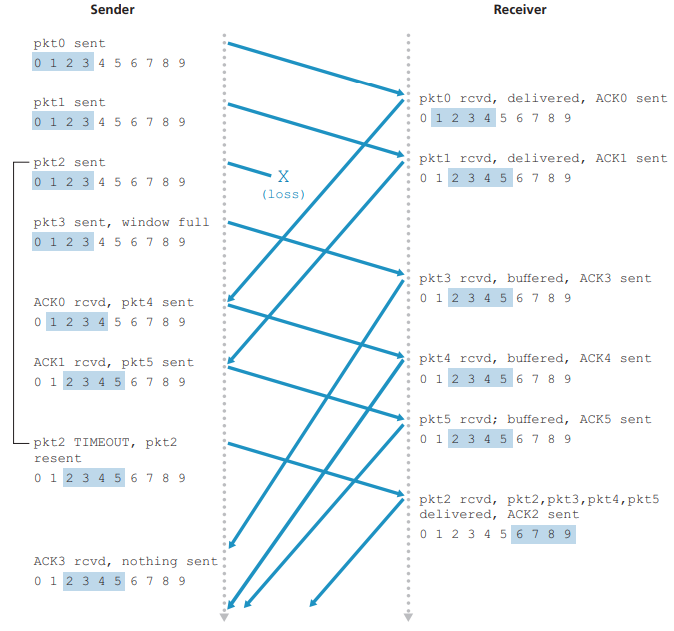 Sender
Receiver
pkt0 sent
0 1 2 3 4 5 6 7 8 9
pkt0 rcvd, delivered, ACK0 sent
0 1 2 3 4 5 6 7 8 9
pkt1 sent
0 1 2 3 4 5 6 7 8 9
pkt1 rcvd, delivered, ACK1 sent
0 1 2 3 4 5 6 7 8 9
pkt2 sent
0 1 2 3 4 5 6 7 8 9
X
(loss)
pkt3 sent, window full
0 1 2 3 4 5 6 7 8 9
pkt3 rcvd, buffered, ACK3 sent
0 1 2 3 4 5 6 7 8 9
ACK0 rcvd, pkt4 sent
0 1 2 3 4 5 6 7 8 9
pkt4 rcvd, buffered, ACK4 sent
0 1 2 3 4 5 6 7 8 9
ACK1 rcvd, pkt5 sent
0 1 2 3 4 5 6 7 8 9
pkt5 rcvd; buffered, ACK5 sent
0 1 2 3 4 5 6 7 8 9
pkt2 TIMEOUT, pkt2
resent
0 1 2 3 4 5 6 7 8 9
pkt2 rcvd, pkt2,pkt3,pkt4,pkt5
delivered, ACK2 sent
0 1 2 3 4 5 6 7 8 9
ACK3 rcvd, nothing sent
0 1 2 3 4 5 6 7 8 9